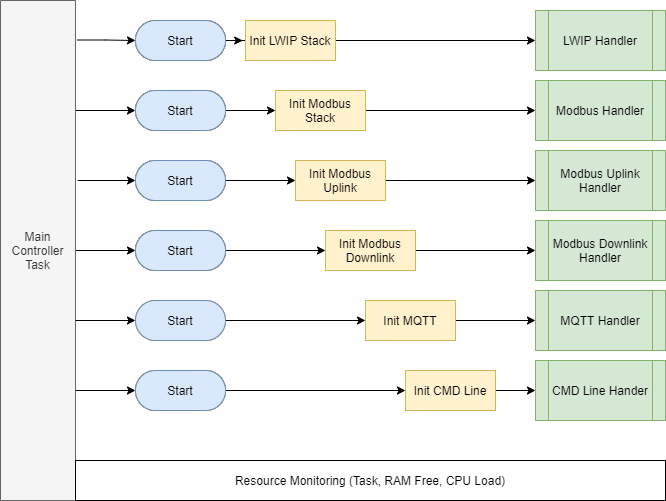 Start
Init LWIP Stack
LWIP Handler
Start
Init Modbus
Stack
Modbus Handler
Start
Init Modbus
Uplink
Modbus Uplink
Handler
Main
Controller
Task
Start
Init Modbus
Downlink
Modbus Downlink
Handler
Start
Init MQTT
MQTT Handler
Start
Init CMD Line
CMD Line Hander
Resource Monitoring (Task, RAM Free, CPU Load)